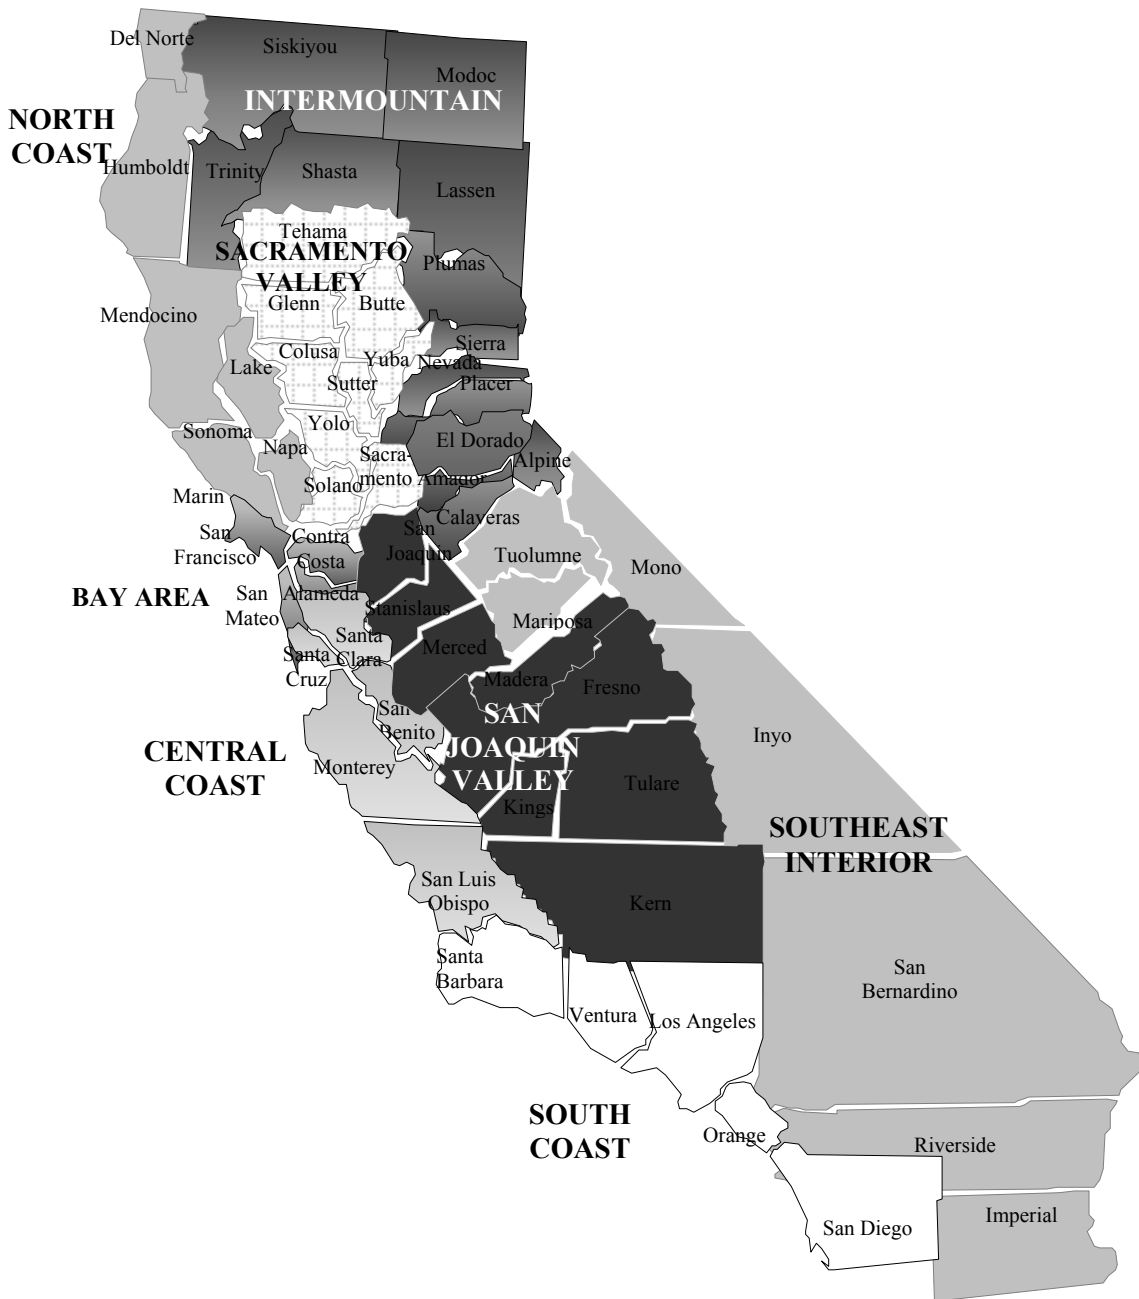 Del Norte
Siskiyou
Modoc
INTERMOUNTAIN
NORTH
COAST
Humboldt
Trinity
Shasta
Lassen
Tehama
SACRAMENTO
VALLEY
Plumas
Glenn
Butte
Mendocino
Sierra
Colusa
Yuba
Nevada
Lake
Sutter
Placer
Yolo
Sonoma
El Dorado
Napa
Sacra-
mento
Amador
Alpine
Solano
Marin
Calaveras
San
Francisco
Contra
Costa
San
Joaquin
Tuolumne
Mono
BAY AREA
San
Mateo
Alameda
Stanislaus
Mariposa
Santa
Clara
Merced
Santa
Cruz
Madera
Fresno
San
Benito
SAN
JOAQUIN
VALLEY
Inyo
CENTRAL
COAST
Monterey
Tulare
Kings
SOUTHEAST
INTERIOR
San Luis
Obispo
Kern
Santa
Barbara
San
Bernardino
Ventura
Los Angeles
SOUTH
COAST
Orange
Riverside
San Diego
Imperial